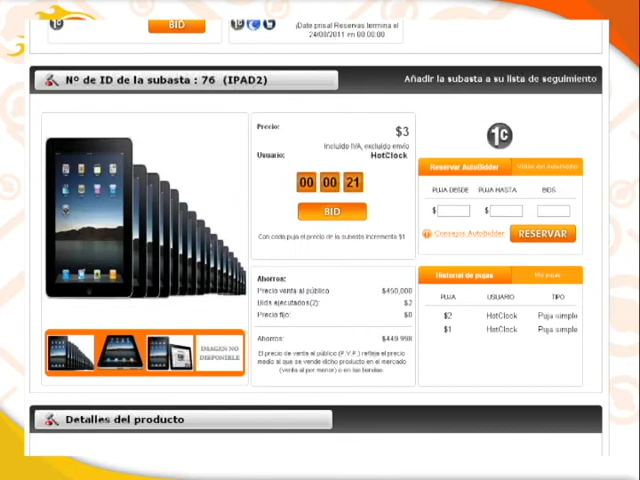 1c
BID
1c
¡Date prisa! Reservas termina el
24/00/2011 en 00:00:00
Nº de ID de la subasta : 76 (IPAD2)
Añadir la subasta a su lista de seguimiento
Precio:
$3
Incluido IVA, excluido envío
Usuario:
HotClock
00 00 21
BID
Con cada puja el precio de la subasta incrementa $1
Ahorros:
Precio venta al público $450,000
Bids ejecutados(2): $2
Precio fijo: $0
Ahorros: $449,998
El precio de venta al público (P.V.P.) refleja el precio
medio al que se vende dicho producto en el mercado
(venta al por menor) o en las tiendas.
IMAGEN NO
DISPONIBLE
1c
Reservar AutoBidder
PUJA DESDE PUJA HASTA BIDS
$ $
Consejos AutoBidder
RESERVAR
Historial de pujas
Mis pujas
PUJA USUARIO TIPO
$2 HotClock Puja simple
$1 HotClock Puja simple
Detalles del producto